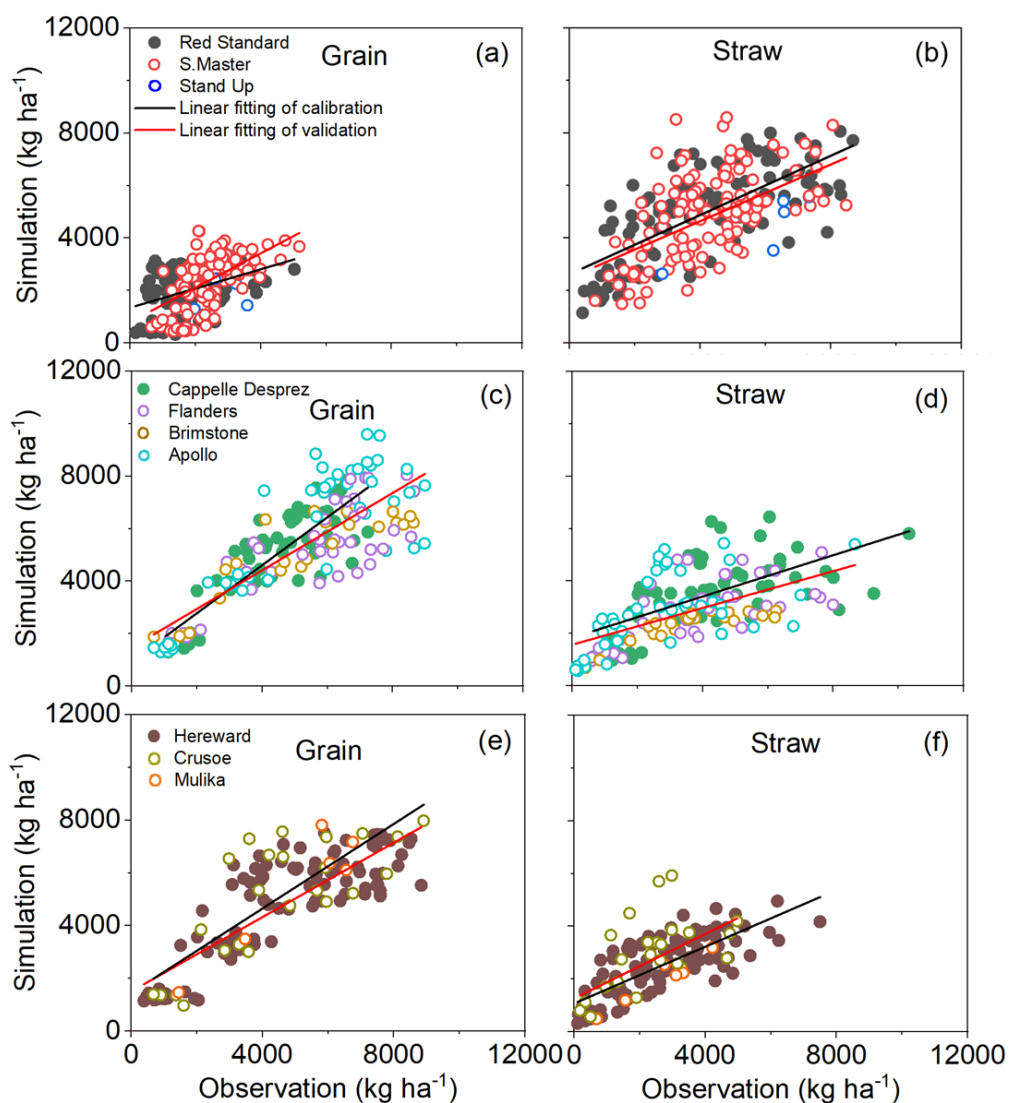 12000
8000
4000
0
Simulation (kg ha-1)
Red Standard
S.Master
Stand Up
Linear fitting of calibration
Linear fitting of validation
Grain
(a)
Straw
(b)
12000
8000
4000
0
Simulation (kg ha-1)
Cappelle Desprez
Flanders
Brimstone
Apollo
Grain
(c)
Straw
(d)
12000
8000
4000
0
Simulation (kg ha-1)
Hereward
Crusoe
Mulika
Grain
(e)
Straw
(f)
0 4000 8000 12000
0 4000 8000 12000
Observation (kg ha-1)
Observation (kg ha-1)